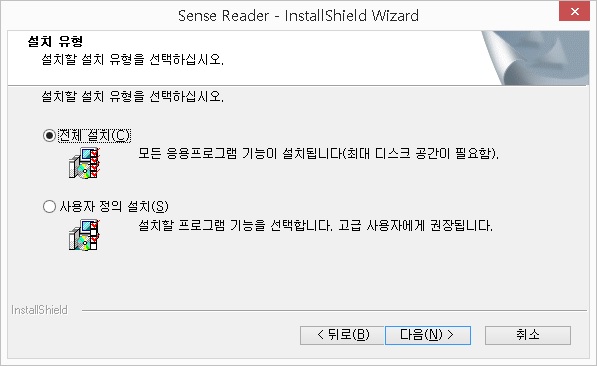 Sense Reader - InstallShield Wizard
설치 유형
설치할 설치 유형을 선택하십시오.
설치할 설치 유형을 선택하십시오.
전체 설치(C)
모든 응용프로그램 기능이 설치됩니다(최대 디스크 공간이 필요함).
사용자 정의 설치(S)
설치할 프로그램 기능을 선택합니다. 고급 사용자에게 권장됩니다.
InstallShield
< 뒤로(B) 다음(N) > 취소